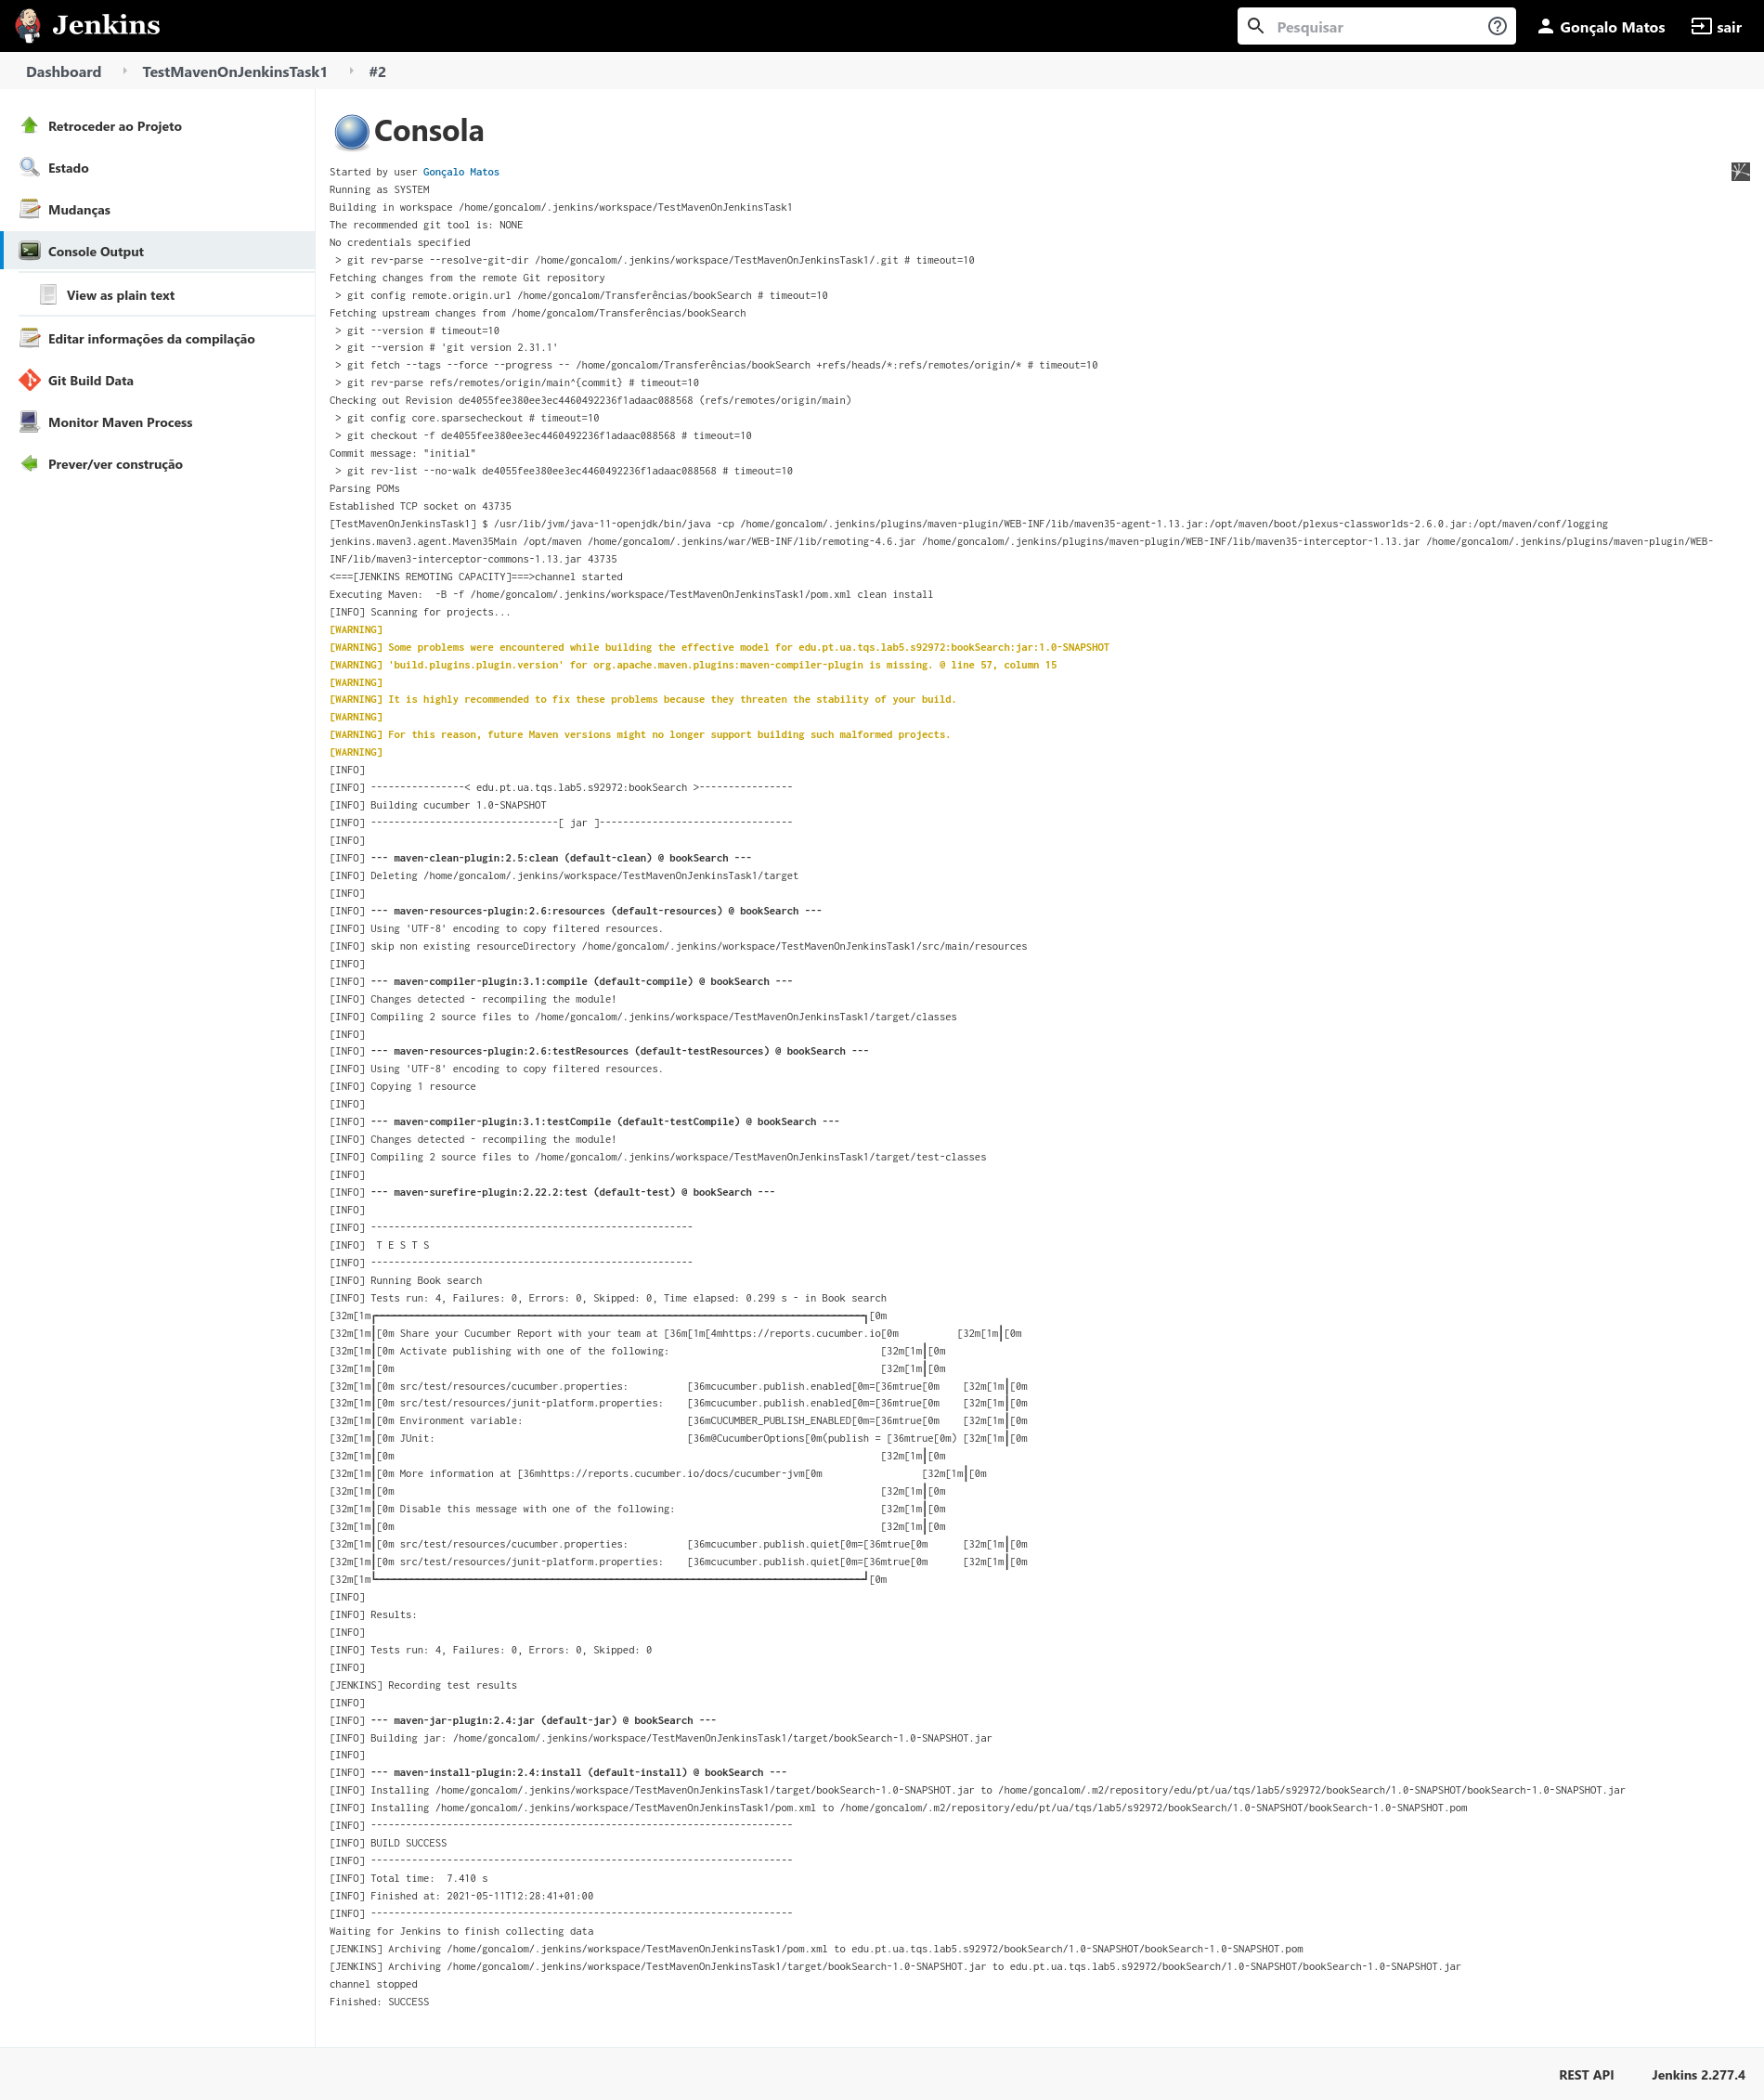 Jenkins
Pesquisar
Gonçalo Matos
sair
Dashboard
TestMavenOnJenkinsTask1
#2
Retroceder ao Projeto
Estado
Mudanças
Console Output
View as plain text
Editar informações da compilação
Git Build Data
Monitor Maven Process
Prever/ver construção
Consola
Started by user Gonçalo Matos
Running as SYSTEM
Building in workspace /home/goncalom/.jenkins/workspace/TestMavenOnJenkinsTask1
The recommended git tool is: NONE
No credentials specified
 > git rev-parse --resolve-git-dir /home/goncalom/.jenkins/workspace/TestMavenOnJenkinsTask1/.git # timeout=10
Fetching changes from the remote Git repository
 > git config remote.origin.url /home/goncalom/Transferências/bookSearch # timeout=10
Fetching upstream changes from /home/goncalom/Transferências/bookSearch
 > git --version # timeout=10
 > git --version # 'git version 2.31.1'
 > git fetch --tags --force --progress -- /home/goncalom/Transferências/bookSearch +refs/heads/*:refs/remotes/origin/* # timeout=10
 > git rev-parse refs/remotes/origin/main^{commit} # timeout=10
Checking out Revision de4055fee380ee3ec4460492236f1adaac088568 (refs/remotes/origin/main)
 > git config core.sparsecheckout # timeout=10
 > git checkout -f de4055fee380ee3ec4460492236f1adaac088568 # timeout=10
Commit message: "initial"
 > git rev-list --no-walk de4055fee380ee3ec4460492236f1adaac088568 # timeout=10
Parsing POMs
Established TCP socket on 43735
[TestMavenOnJenkinsTask1] $ /usr/lib/jvm/java-11-openjdk/bin/java -cp /home/goncalom/.jenkins/plugins/maven-plugin/WEB-INF/lib/maven35-agent-1.13.jar:/opt/maven/boot/plexus-classworlds-2.6.0.jar:/opt/maven/conf/logging
jenkins.maven3.agent.Maven35Main /opt/maven /home/goncalom/.jenkins/war/WEB-INF/lib/remoting-4.6.jar /home/goncalom/.jenkins/plugins/maven-plugin/WEB-INF/lib/maven35-interceptor-1.13.jar /home/goncalom/.jenkins/plugins/maven-plugin/WEB-
INF/lib/maven3-interceptor-commons-1.13.jar 43735
<===[JENKINS REMOTING CAPACITY]===>channel started
Executing Maven:  -B -f /home/goncalom/.jenkins/workspace/TestMavenOnJenkinsTask1/pom.xml clean install
[INFO] Scanning for projects...
[WARNING]
[WARNING] Some problems were encountered while building the effective model for edu.pt.ua.tqs.lab5.s92972:bookSearch:jar:1.0-SNAPSHOT
[WARNING] 'build.plugins.plugin.version' for org.apache.maven.plugins:maven-compiler-plugin is missing. @ line 57, column 15
[WARNING]
[WARNING] It is highly recommended to fix these problems because they threaten the stability of your build.
[WARNING]
[WARNING] For this reason, future Maven versions might no longer support building such malformed projects.
[WARNING]
[INFO]
[INFO] ----------------< edu.pt.ua.tqs.lab5.s92972:bookSearch >----------------
[INFO] Building cucumber 1.0-SNAPSHOT
[INFO] --------------------------------[ jar ]---------------------------------
[INFO]
[INFO] --- maven-clean-plugin:2.5:clean (default-clean) @ bookSearch ---
[INFO] Deleting /home/goncalom/.jenkins/workspace/TestMavenOnJenkinsTask1/target
[INFO]
[INFO] --- maven-resources-plugin:2.6:resources (default-resources) @ bookSearch ---
[INFO] Using 'UTF-8' encoding to copy filtered resources.
[INFO] skip non existing resourceDirectory /home/goncalom/.jenkins/workspace/TestMavenOnJenkinsTask1/src/main/resources
[INFO]
[INFO] --- maven-compiler-plugin:3.1:compile (default-compile) @ bookSearch ---
[INFO] Changes detected - recompiling the module!
[INFO] Compiling 2 source files to /home/goncalom/.jenkins/workspace/TestMavenOnJenkinsTask1/target/classes
[INFO]
[INFO] --- maven-resources-plugin:2.6:testResources (default-testResources) @ bookSearch ---
[INFO] Using 'UTF-8' encoding to copy filtered resources.
[INFO] Copying 1 resource
[INFO]
[INFO] --- maven-compiler-plugin:3.1:testCompile (default-testCompile) @ bookSearch ---
[INFO] Changes detected - recompiling the module!
[INFO] Compiling 2 source files to /home/goncalom/.jenkins/workspace/TestMavenOnJenkinsTask1/target/test-classes
[INFO]
[INFO] --- maven-surefire-plugin:2.22.2:test (default-test) @ bookSearch ---
[INFO]
[INFO] -------------------------------------------------------
[INFO]  T E S T S
[INFO] -------------------------------------------------------
[INFO] Running Book search
[INFO] Tests run: 4, Failures: 0, Errors: 0, Skipped: 0, Time elapsed: 0.299 s - in Book search
[32m[1m┌───────────────────────────────────────────────────────────────────────────────────┐[0m
[32m[1m│[0m Share your Cucumber Report with your team at [36m[1m[4mhttps://reports.cucumber.io[0m          [32m[1m│[0m
[32m[1m│[0m Activate publishing with one of the following:                                    [32m[1m│[0m
[32m[1m│[0m                                                                                   [32m[1m│[0m
[32m[1m│[0m src/test/resources/cucumber.properties:          [36mcucumber.publish.enabled[0m=[36mtrue[0m    [32m[1m│[0m
[32m[1m│[0m src/test/resources/junit-platform.properties:    [36mcucumber.publish.enabled[0m=[36mtrue[0m    [32m[1m│[0m
[32m[1m│[0m Environment variable:                            [36mCUCUMBER_PUBLISH_ENABLED[0m=[36mtrue[0m    [32m[1m│[0m
[32m[1m│[0m JUnit:                                           [36m@CucumberOptions[0m(publish = [36mtrue[0m) [32m[1m│[0m
[32m[1m│[0m                                                                                   [32m[1m│[0m
[32m[1m│[0m More information at [36mhttps://reports.cucumber.io/docs/cucumber-jvm[0m                 [32m[1m│[0m
[32m[1m│[0m                                                                                   [32m[1m│[0m
[32m[1m│[0m Disable this message with one of the following:                                   [32m[1m│[0m
[32m[1m│[0m                                                                                   [32m[1m│[0m
[32m[1m│[0m src/test/resources/cucumber.properties:          [36mcucumber.publish.quiet[0m=[36mtrue[0m      [32m[1m│[0m
[32m[1m│[0m src/test/resources/junit-platform.properties:    [36mcucumber.publish.quiet[0m=[36mtrue[0m      [32m[1m│[0m
[32m[1m└───────────────────────────────────────────────────────────────────────────────────┘[0m
[INFO]
[INFO] Results:
[INFO]
[INFO] Tests run: 4, Failures: 0, Errors: 0, Skipped: 0
[INFO]
[JENKINS] Recording test results
[INFO]
[INFO] --- maven-jar-plugin:2.4:jar (default-jar) @ bookSearch ---
[INFO] Building jar: /home/goncalom/.jenkins/workspace/TestMavenOnJenkinsTask1/target/bookSearch-1.0-SNAPSHOT.jar
[INFO]
[INFO] --- maven-install-plugin:2.4:install (default-install) @ bookSearch ---
[INFO] Installing /home/goncalom/.jenkins/workspace/TestMavenOnJenkinsTask1/target/bookSearch-1.0-SNAPSHOT.jar to /home/goncalom/.m2/repository/edu/pt/ua/tqs/lab5/s92972/bookSearch/1.0-SNAPSHOT/bookSearch-1.0-SNAPSHOT.jar
[INFO] Installing /home/goncalom/.jenkins/workspace/TestMavenOnJenkinsTask1/pom.xml to /home/goncalom/.m2/repository/edu/pt/ua/tqs/lab5/s92972/bookSearch/1.0-SNAPSHOT/bookSearch-1.0-SNAPSHOT.pom
[INFO] ------------------------------------------------------------------------
[INFO] BUILD SUCCESS
[INFO] ------------------------------------------------------------------------
[INFO] Total time:  7.410 s
[INFO] Finished at: 2021-05-11T12:28:41+01:00
[INFO] ------------------------------------------------------------------------
Waiting for Jenkins to finish collecting data
[JENKINS] Archiving /home/goncalom/.jenkins/workspace/TestMavenOnJenkinsTask1/pom.xml to edu.pt.ua.tqs.lab5.s92972/bookSearch/1.0-SNAPSHOT/bookSearch-1.0-SNAPSHOT.pom
[JENKINS] Archiving /home/goncalom/.jenkins/workspace/TestMavenOnJenkinsTask1/target/bookSearch-1.0-SNAPSHOT.jar to edu.pt.ua.tqs.lab5.s92972/bookSearch/1.0-SNAPSHOT/bookSearch-1.0-SNAPSHOT.jar
channel stopped
Finished: SUCCESS
REST API
Jenkins 2.277.4